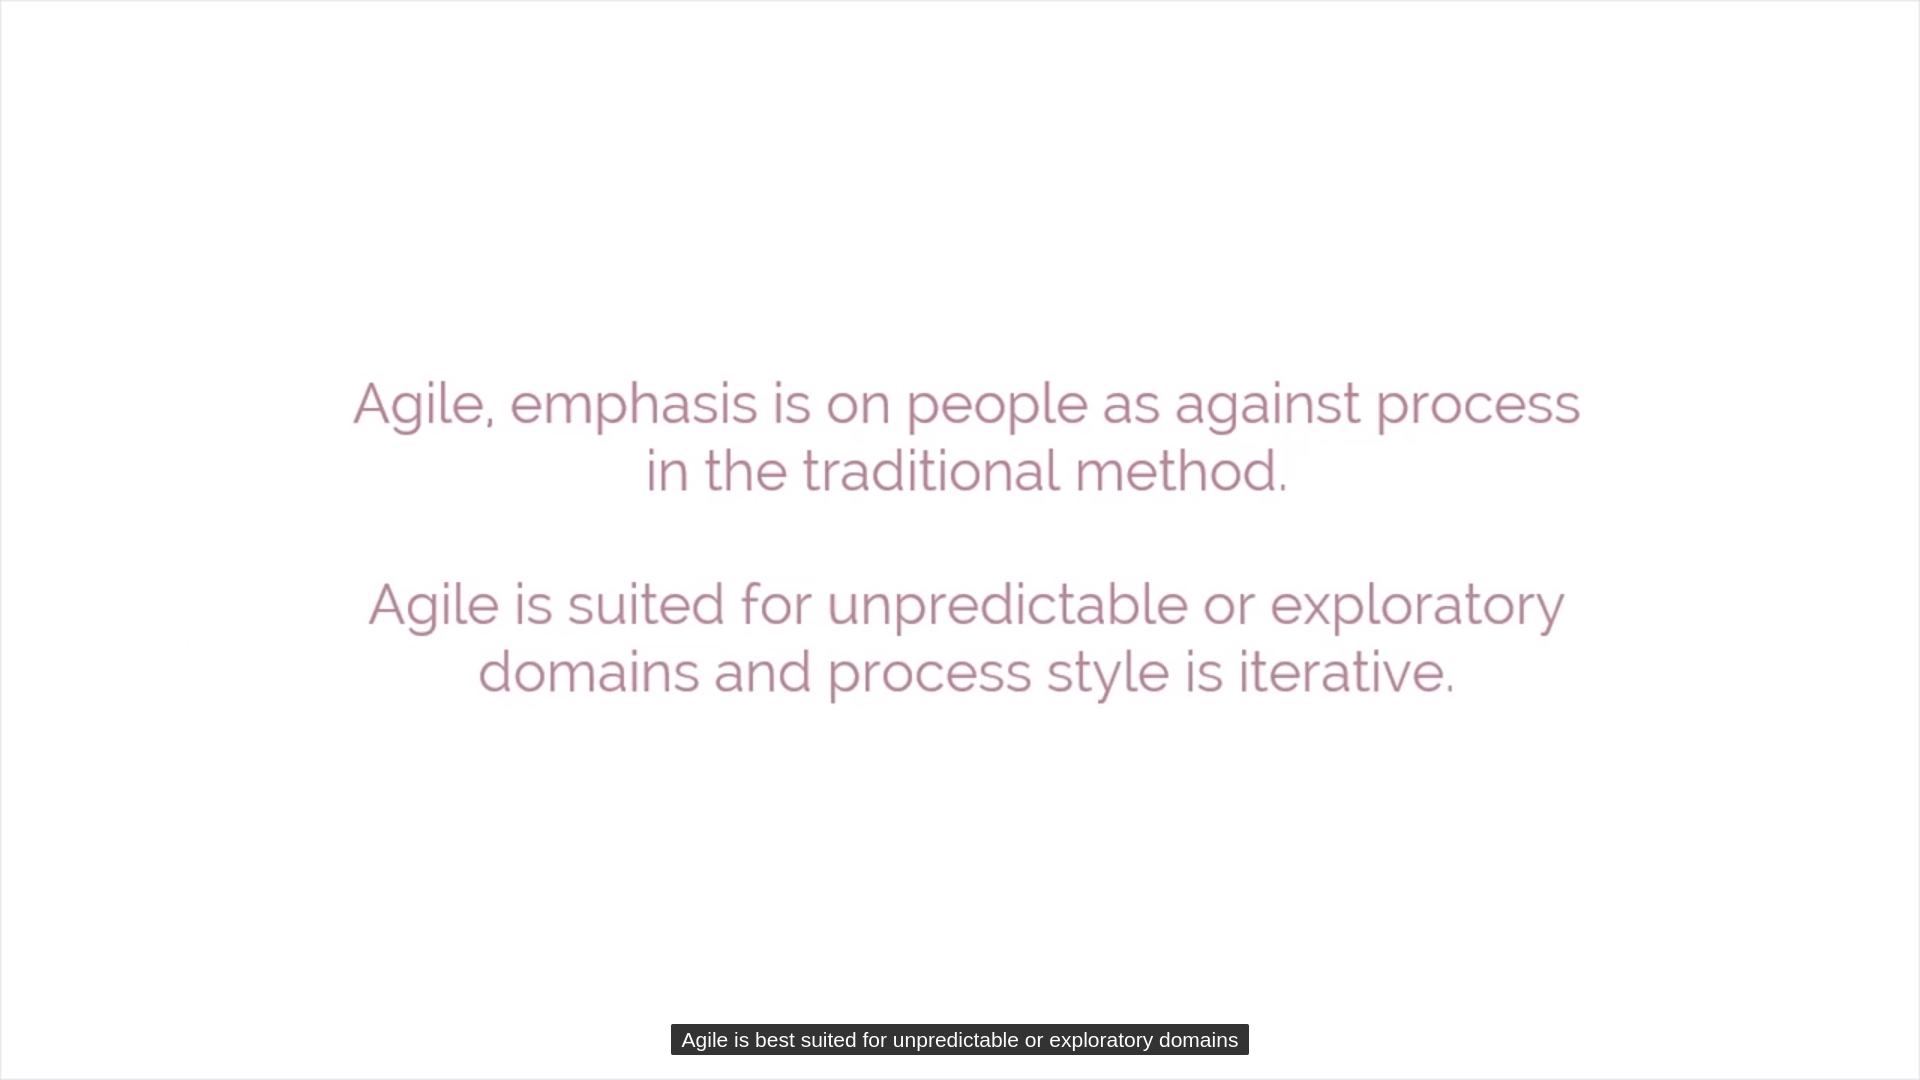 Agile, emphasis is on people as against process
in the traditional method.
Agile is suited for unpredictable or exploratory
domains and process style is iterative.
Agile is best suited for unpredictable or exploratory domains